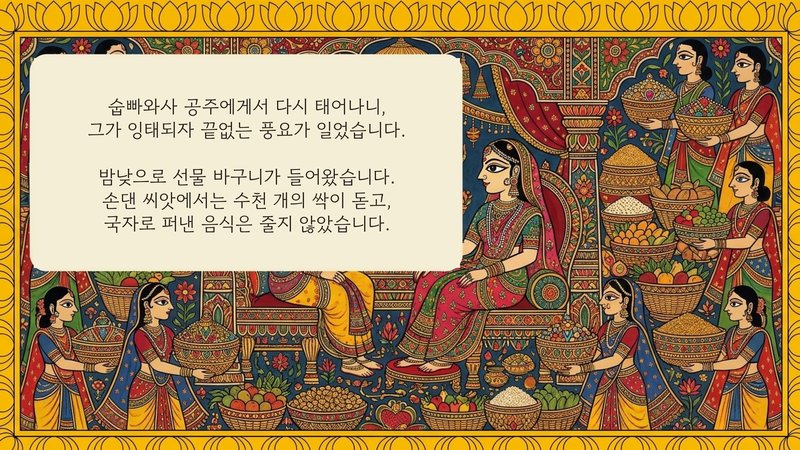 숩빠와사 공주에게서 다시 태어나니,
그가 잉태되자 끝없는 풍요가 일었습니다.
밤낮으로 선물 바구니가 들어왔습니다.
손댄 씨앗에서는 수천 개의 싹이 돋고,
국자로 퍼낸 음식은 줄지 않았습니다.